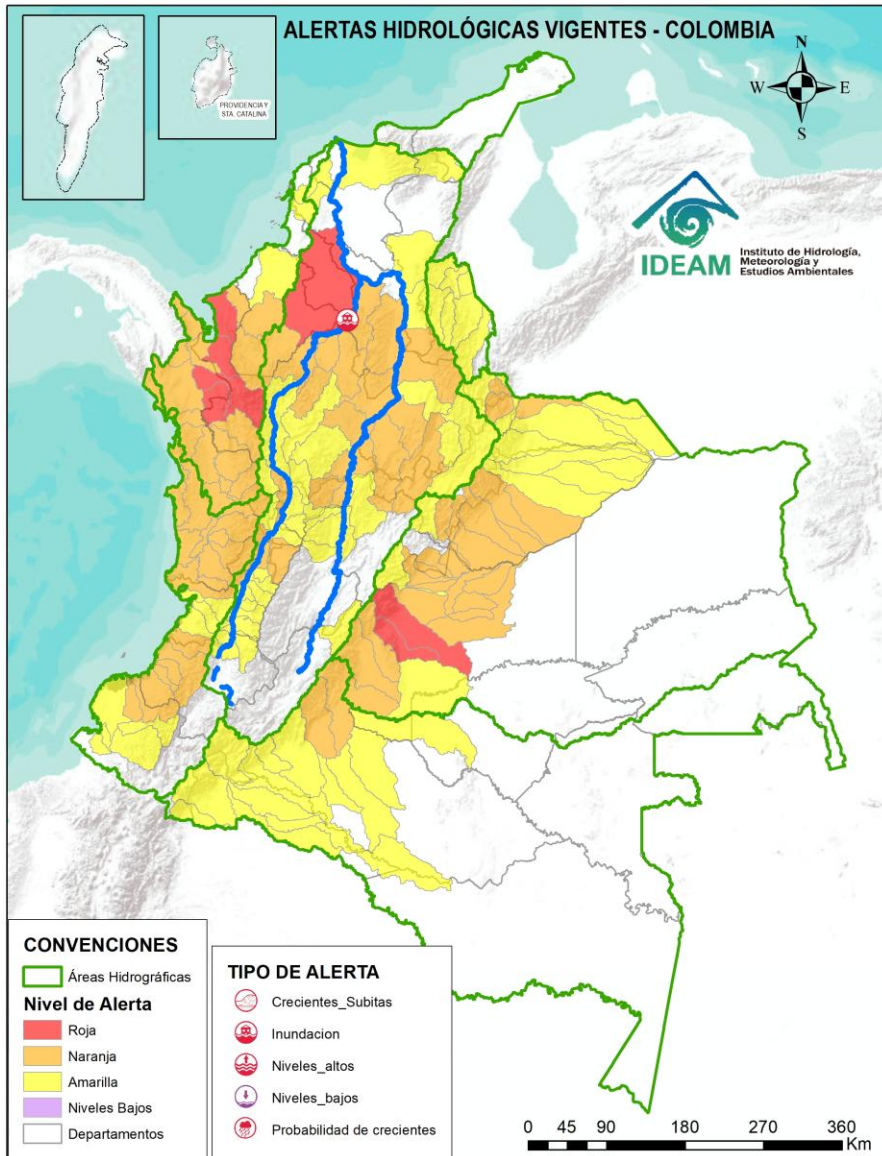 ALERTAS HIDROLÓGICAS VIGENTES - COLOMBIA
PROVIDENCIA Y
STA. CATALINA
N
W
E
S
IDEAM
Instituto de Hidrología,
Meteorología y
Estudios Ambientales
CONVENCIONES
Áreas Hidrográficas
Nivel de Alerta
Roja
Naranja
Amarilla
Niveles Bajos
Departamentos
TIPO DE ALERTA
Crecientes_Subitas
Inundacion
Niveles_altos
Niveles_bajos
Probabilidad de crecientes
0 45 90 180 270 360
Km